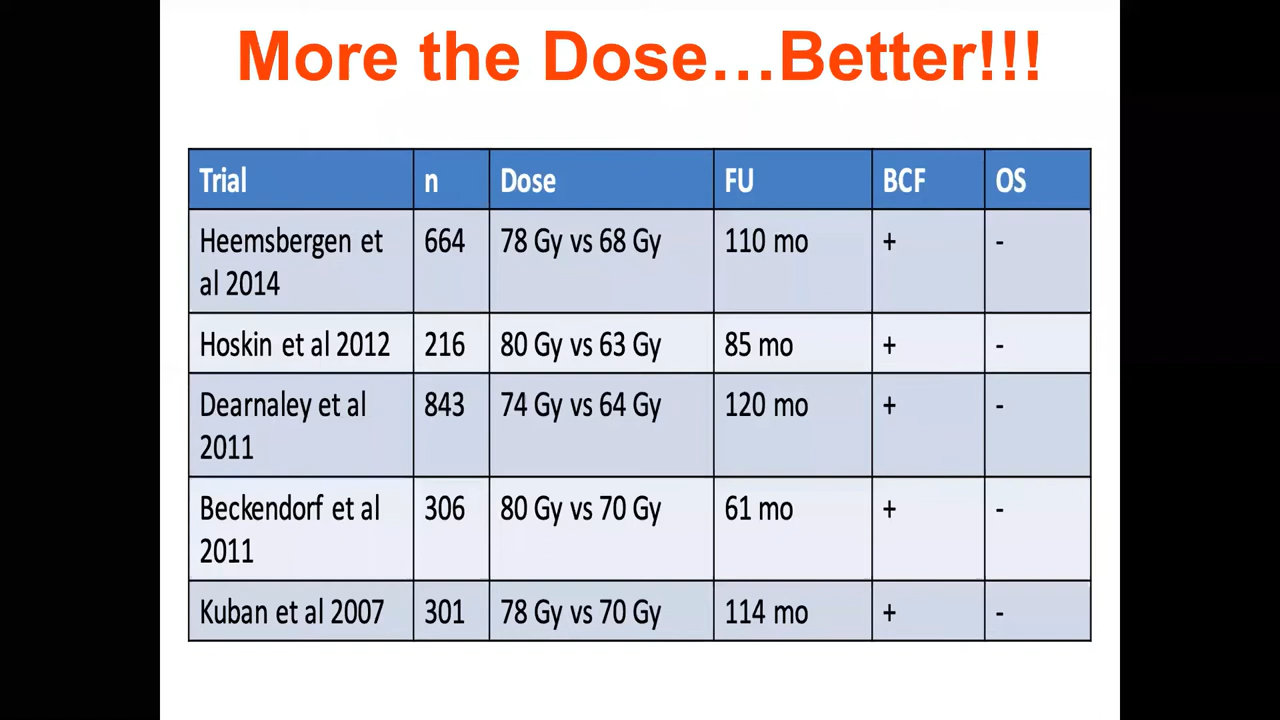 More the Dose…Better!!!
Trial n Dose FU BCF OS
Heemsbergen et al 2014 664 78 Gy vs 68 Gy 110 mo + -
Hoskin et al 2012 216 80 Gy vs 63 Gy 85 mo + -
Dearnaley et al 2011 843 74 Gy vs 64 Gy 120 mo + -
Beckendorf et al 2011 306 80 Gy vs 70 Gy 61 mo + -
Kuban et al 2007 301 78 Gy vs 70 Gy 114 mo + -